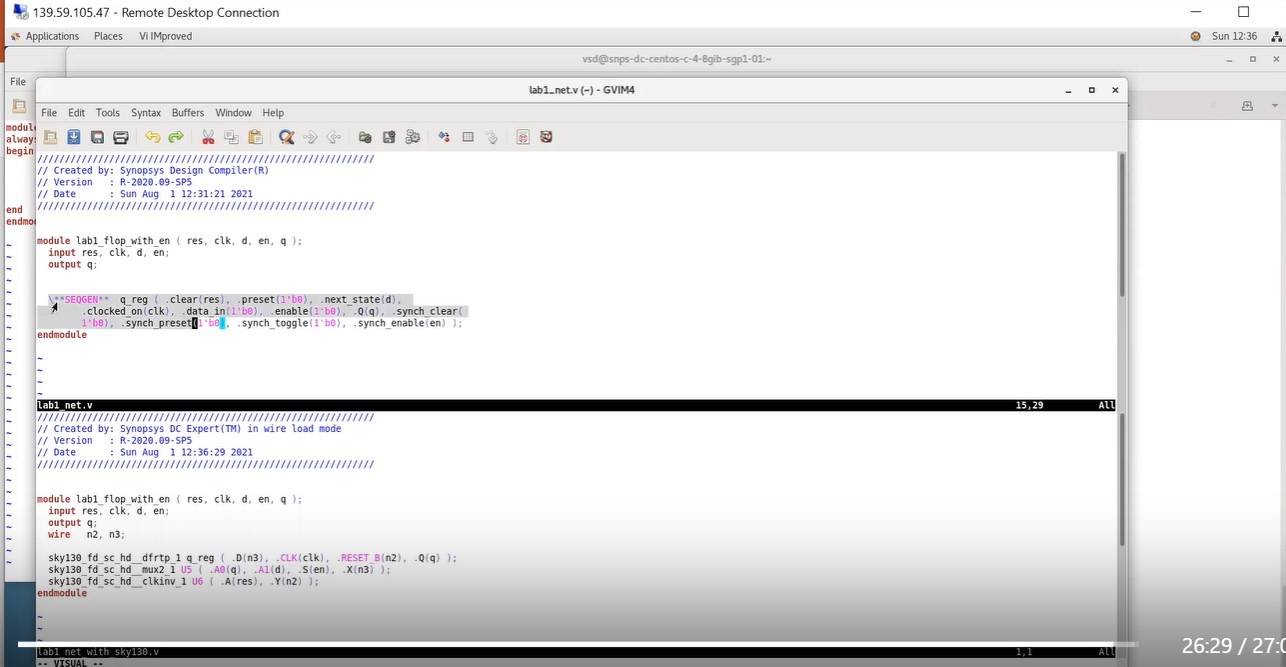 139.59.105.47 - Remote Desktop Connection
Applications Places Vi IMproved Sun 12:36
vsd@snps-dc-centos-c-4-8gib-sgp1-01:~
File
lab1_net.v (~) - GVIM4
File Edit Tools Syntax Buffers Window Help
module
always
begin
end
endmo
//////////////////////////////////////////////////////////////
// Created by: Synopsys Design Compiler(R)
// Version   : R-2020.09-SP5
// Date      : Sun Aug  1 12:31:21 2021
//////////////////////////////////////////////////////////////
module lab1_flop_with_en ( res, clk, d, en, q );
  input res, clk, d, en;
  output q;
  \**SEQGEN**  q_reg ( .clear(res), .preset(1'b0), .next_state(d),
        .clocked_on(clk), .data_in(1'b0), .enable(1'b0), .Q(q), .synch_clear(
        1'b0), .synch_preset(1'b0), .synch_toggle(1'b0), .synch_enable(en) );
endmodule
~
~
~
~
lab1_net.v 15,29 All
//////////////////////////////////////////////////////////////
// Created by: Synopsys DC Expert(TM) in wire load mode
// Version   : R-2020.09-SP5
// Date      : Sun Aug  1 12:36:29 2021
//////////////////////////////////////////////////////////////
module lab1_flop_with_en ( res, clk, d, en, q );
  input res, clk, d, en;
  output q;
  wire   n2, n3;
  sky130_fd_sc_hd__dfrtp_1 q_reg ( .D(n3), .CLK(clk), .RESET_B(n2), .Q(q) );
  sky130_fd_sc_hd__mux2_1 U5 ( .A0(q), .A1(d), .S(en), .X(n3) );
  sky130_fd_sc_hd__clkinv_1 U6 ( .A(res), .Y(n2) );
endmodule
~
~
~
lab1_net_with_sky130.v 1,1 All
-- VISUAL --
26:29 / 27:0